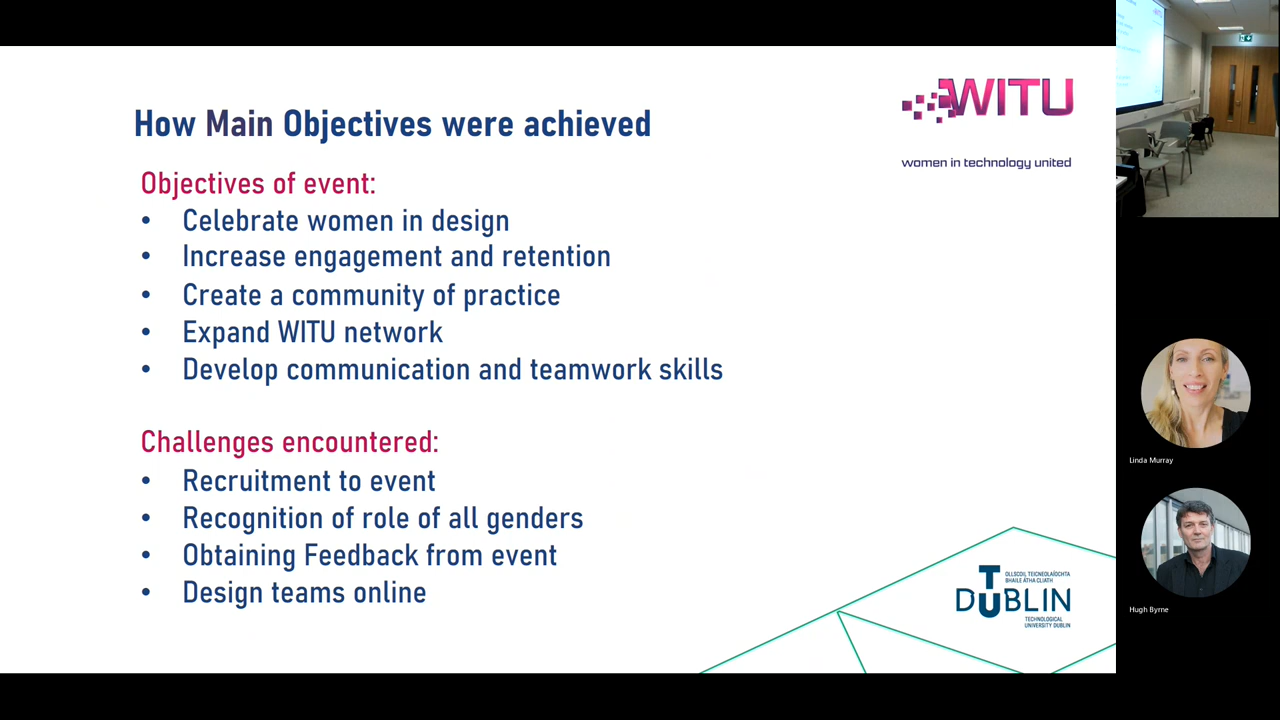 How Main Objectives were achieved
WITU
women in technology united
Objectives of event:
• Celebrate women in design
• Increase engagement and retention
• Create a community of practice
• Expand WITU network
• Develop communication and teamwork skills
Challenges encountered:
• Recruitment to event
• Recognition of role of all genders
• Obtaining Feedback from event
• Design teams online
OLLSCOIL TEICNEOLAÍOCHTA
BHAILE ÁTHA CLIATH
TU DUBLIN
TECHNOLOGICAL
UNIVERSITY DUBLIN
Linda Murray
Hugh Byrne